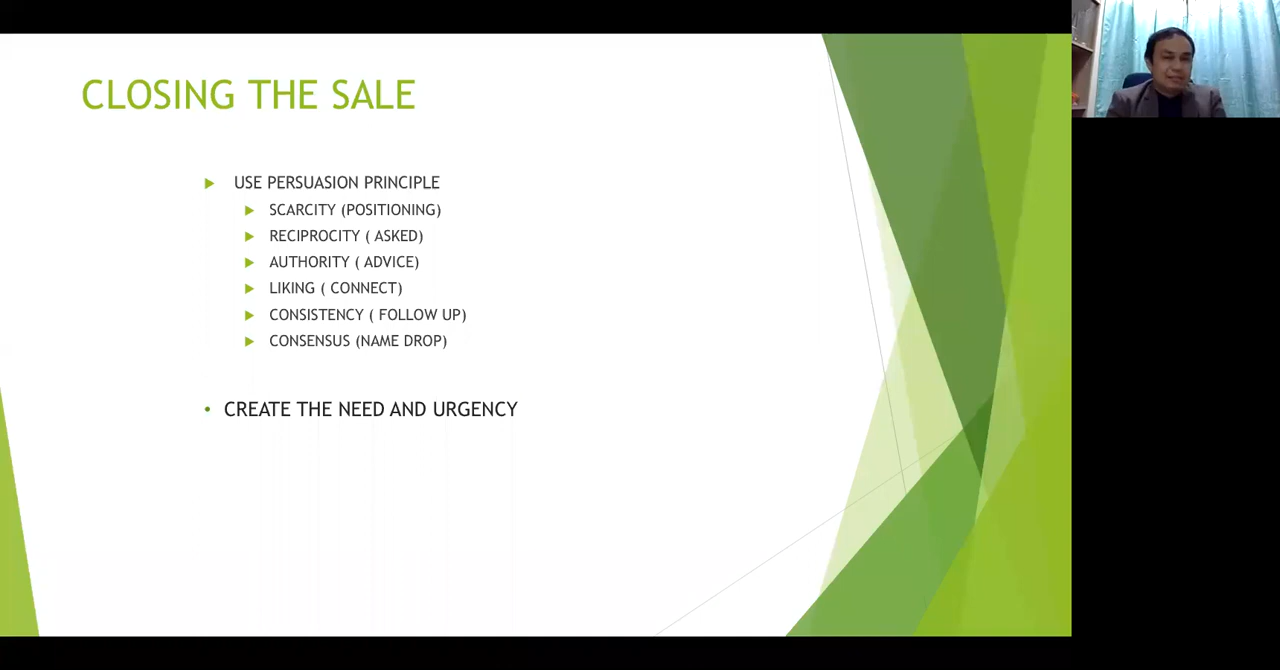 CLOSING THE SALE
USE PERSUASION PRINCIPLE
SCARCITY (POSITIONING)
RECIPROCITY ( ASKED)
AUTHORITY ( ADVICE)
LIKING ( CONNECT)
CONSISTENCY ( FOLLOW UP)
CONSENSUS (NAME DROP)
• CREATE THE NEED AND URGENCY